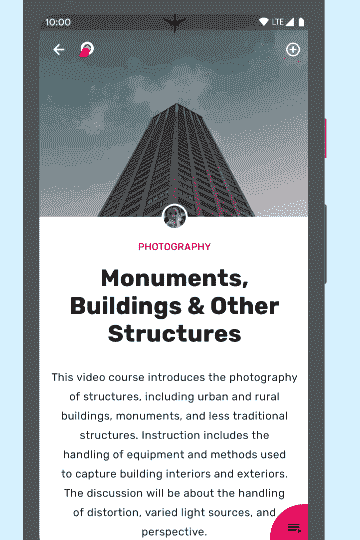 10:00
LTE
PHOTOGRAPHY
Monuments,
Buildings & Other
Structures
This video course introduces the photography
of structures, including urban and rural
buildings, monuments, and less traditional
structures. Instruction includes the
handling of equipment and methods used
to capture building interiors and exteriors.
The discussion will be about the handling
of distortion, varied light sources, and
perspective.